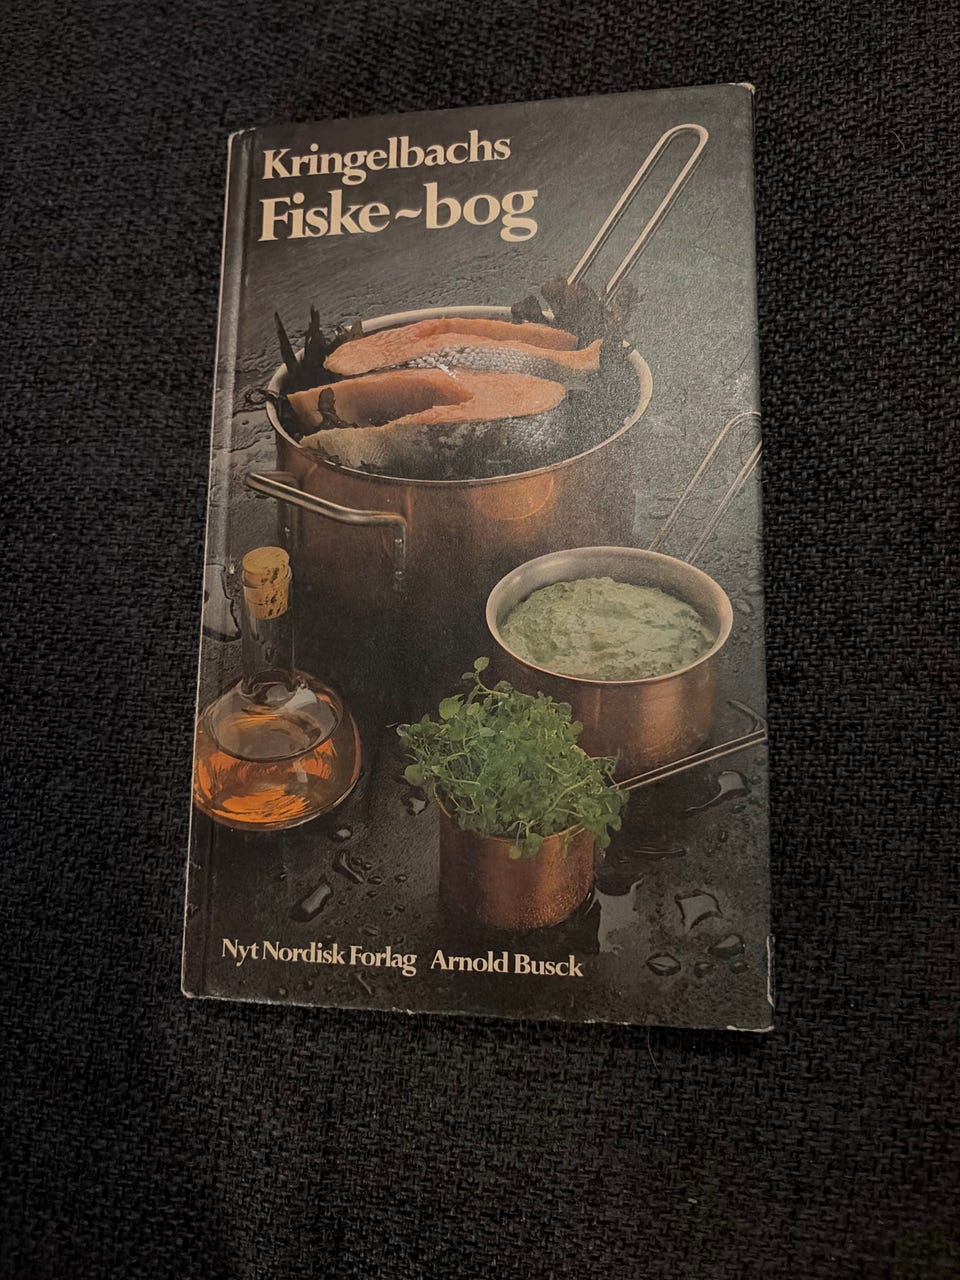 Kringelbachs
Fiske~bog
Nyt Nordisk Forlag Arnold Busck